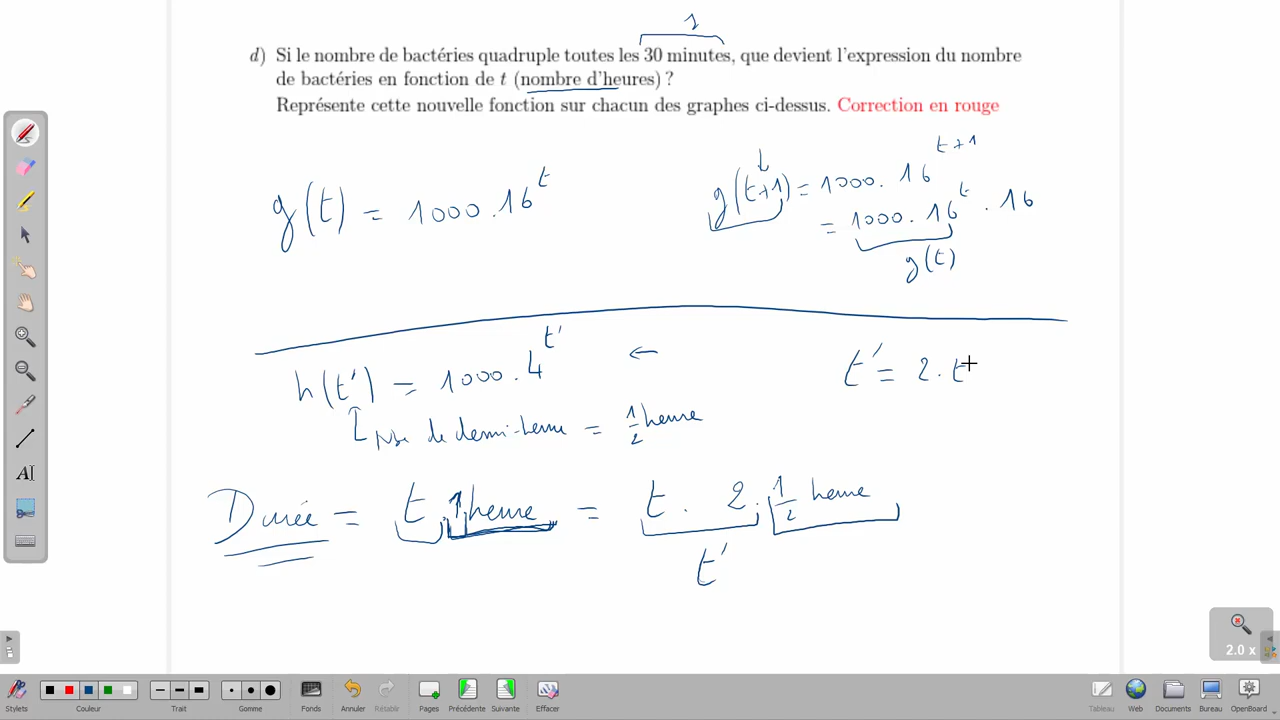 1
d) Si le nombre de bactéries quadruple toutes les 30 minutes, que devient l'expression du nombre
de bactéries en fonction de t (nombre d'heures) ?
Représente cette nouvelle fonction sur chacun des graphes ci-dessus. Correction en rouge
g(t) = 1000.16^t
g(t+1) = 1000.16^{t+1}
= 1000.16^t.16
g(t)
h(t') = 1000.4^{t'}
t' = 2.t
Nbe de demi-heure = 1/2 heure
Durée = t.1heure = t.2.1/2 heure
t'
2.0 x
Stylets
Couleur
Trait
Gomme
Fonds
Annuler
Rétablir
Pages
Précédente
Suivante
Effacer
Tableau
Web
Documents
Bureau
OpenBoard